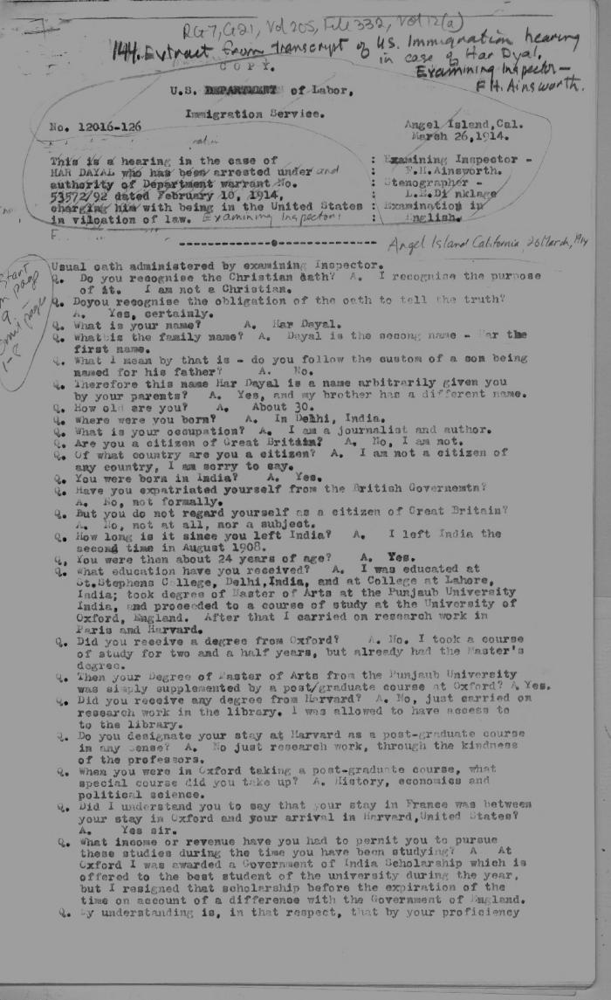 RG7, G21, Vol 205, File 332, Vol 12(a)
144. Extract from transcript of U.S. Immigration hearing
in case of Har Dyal.
Examining Inspector—
F.H. Ainsworth.
COPY.
U.S. DEPARTMENT of Labor,
Immigration Service.
No. 12016-126
Angel Island,Cal.
March 26,1914.
This is a hearing in the case of : Examining Inspector -
HAR DAYAL who has been arrested under and : F.H.Ainsworth.
authority of Department warrant No. : Stenographer -
53572/92 dated February 10, 1914, : L.E.Di nklage
charging him with being in the United States : Examination in
in vilcation of law. Examining Inspector: : English.
Angel Island California, 26 March, 1914
Start
on page
9
omit pages
1-8
Usual oath administered by examining Inspector.
Q. Do you recognise the Christian oath? A. I recognise the purpose
of it. I am not a Christian.
Q. Doyou recognise the obligation of the oath to tell the truth?
A. Yes, certainly.
Q. What is your name? A. Har Dayal.
Q. What is the family name? A. Dayal is the second name - Har the
first name.
Q. What I mean by that is - do you follow the custom of a son being
named for his father? A. No.
Q. Therefore this name Har Dayal is a name arbitrarily given you
by your parents? A. Yes, and my brother has a different name.
Q. How old are you? A. About 30.
Q. Where were you born? A. In Delhi, India.
Q. What is your occupation? A. I am a journalist and author.
Q. Are you a citizen of Great Britain? A. No, I am not.
Q. Of what country are you a citizen? A. I am not a citizen of
any country, I am sorry to say.
Q. You were born in India? A. Yes.
Q. Have you expatriated yourself from the British Governemtn?
A. No, not formally.
Q. But you do not regard yourself as a citizen of Great Britain?
A. No, not at all, nor a subject.
Q. How long is it since you left India? A. I left India the
second time in August 1908.
Q, You were then about 24 years of age? A. Yes.
Q. What education have you received? A. I was educated at
St.Stephens College, Delhi,India, and at College at Lahore,
India; took degree of Master of Arts at the Punjaub University
India, and proceeded to a course of study at the University of
Oxford, England. After that I carried on research work in
Paris and Harvard.
Q. Did you receive a degree from Oxford? A. No. I took a course
of study for two and a half years, but already had the Master's
degree.
Q. Then your Degree of Master of Arts from the Punjaub University
was simply supplemented by a post/graduate course at Oxford? A. Yes.
Q. Did you receive any degree from Harvard? A. No, just carried on
research work in the library. I was allowed to have access to
to the library.
Q. Do you designate your stay at Harvard as a post-graduate course
in any sense? A. No just research work, through the kindness
of the professors.
Q. When you were in Oxford taking a post-graduate course, what
special course did you take up? A. History, economics and
political science.
Q. Did I understand you to say that your stay in France was between
your stay in Oxford and your arrival in Harvard,United States?
A. Yes sir.
Q. What income or revenue have you had to permit you to pursue
these studies during the time you have been studying? A. At
Oxford I was awarded a Government of India Scholarship which is
offered to the best student of the university during the year,
but I resigned that scholarship before the expiration of the
time on account of a difference with the Government of England.
Q. My understanding is, in that respect, that by your proficiency